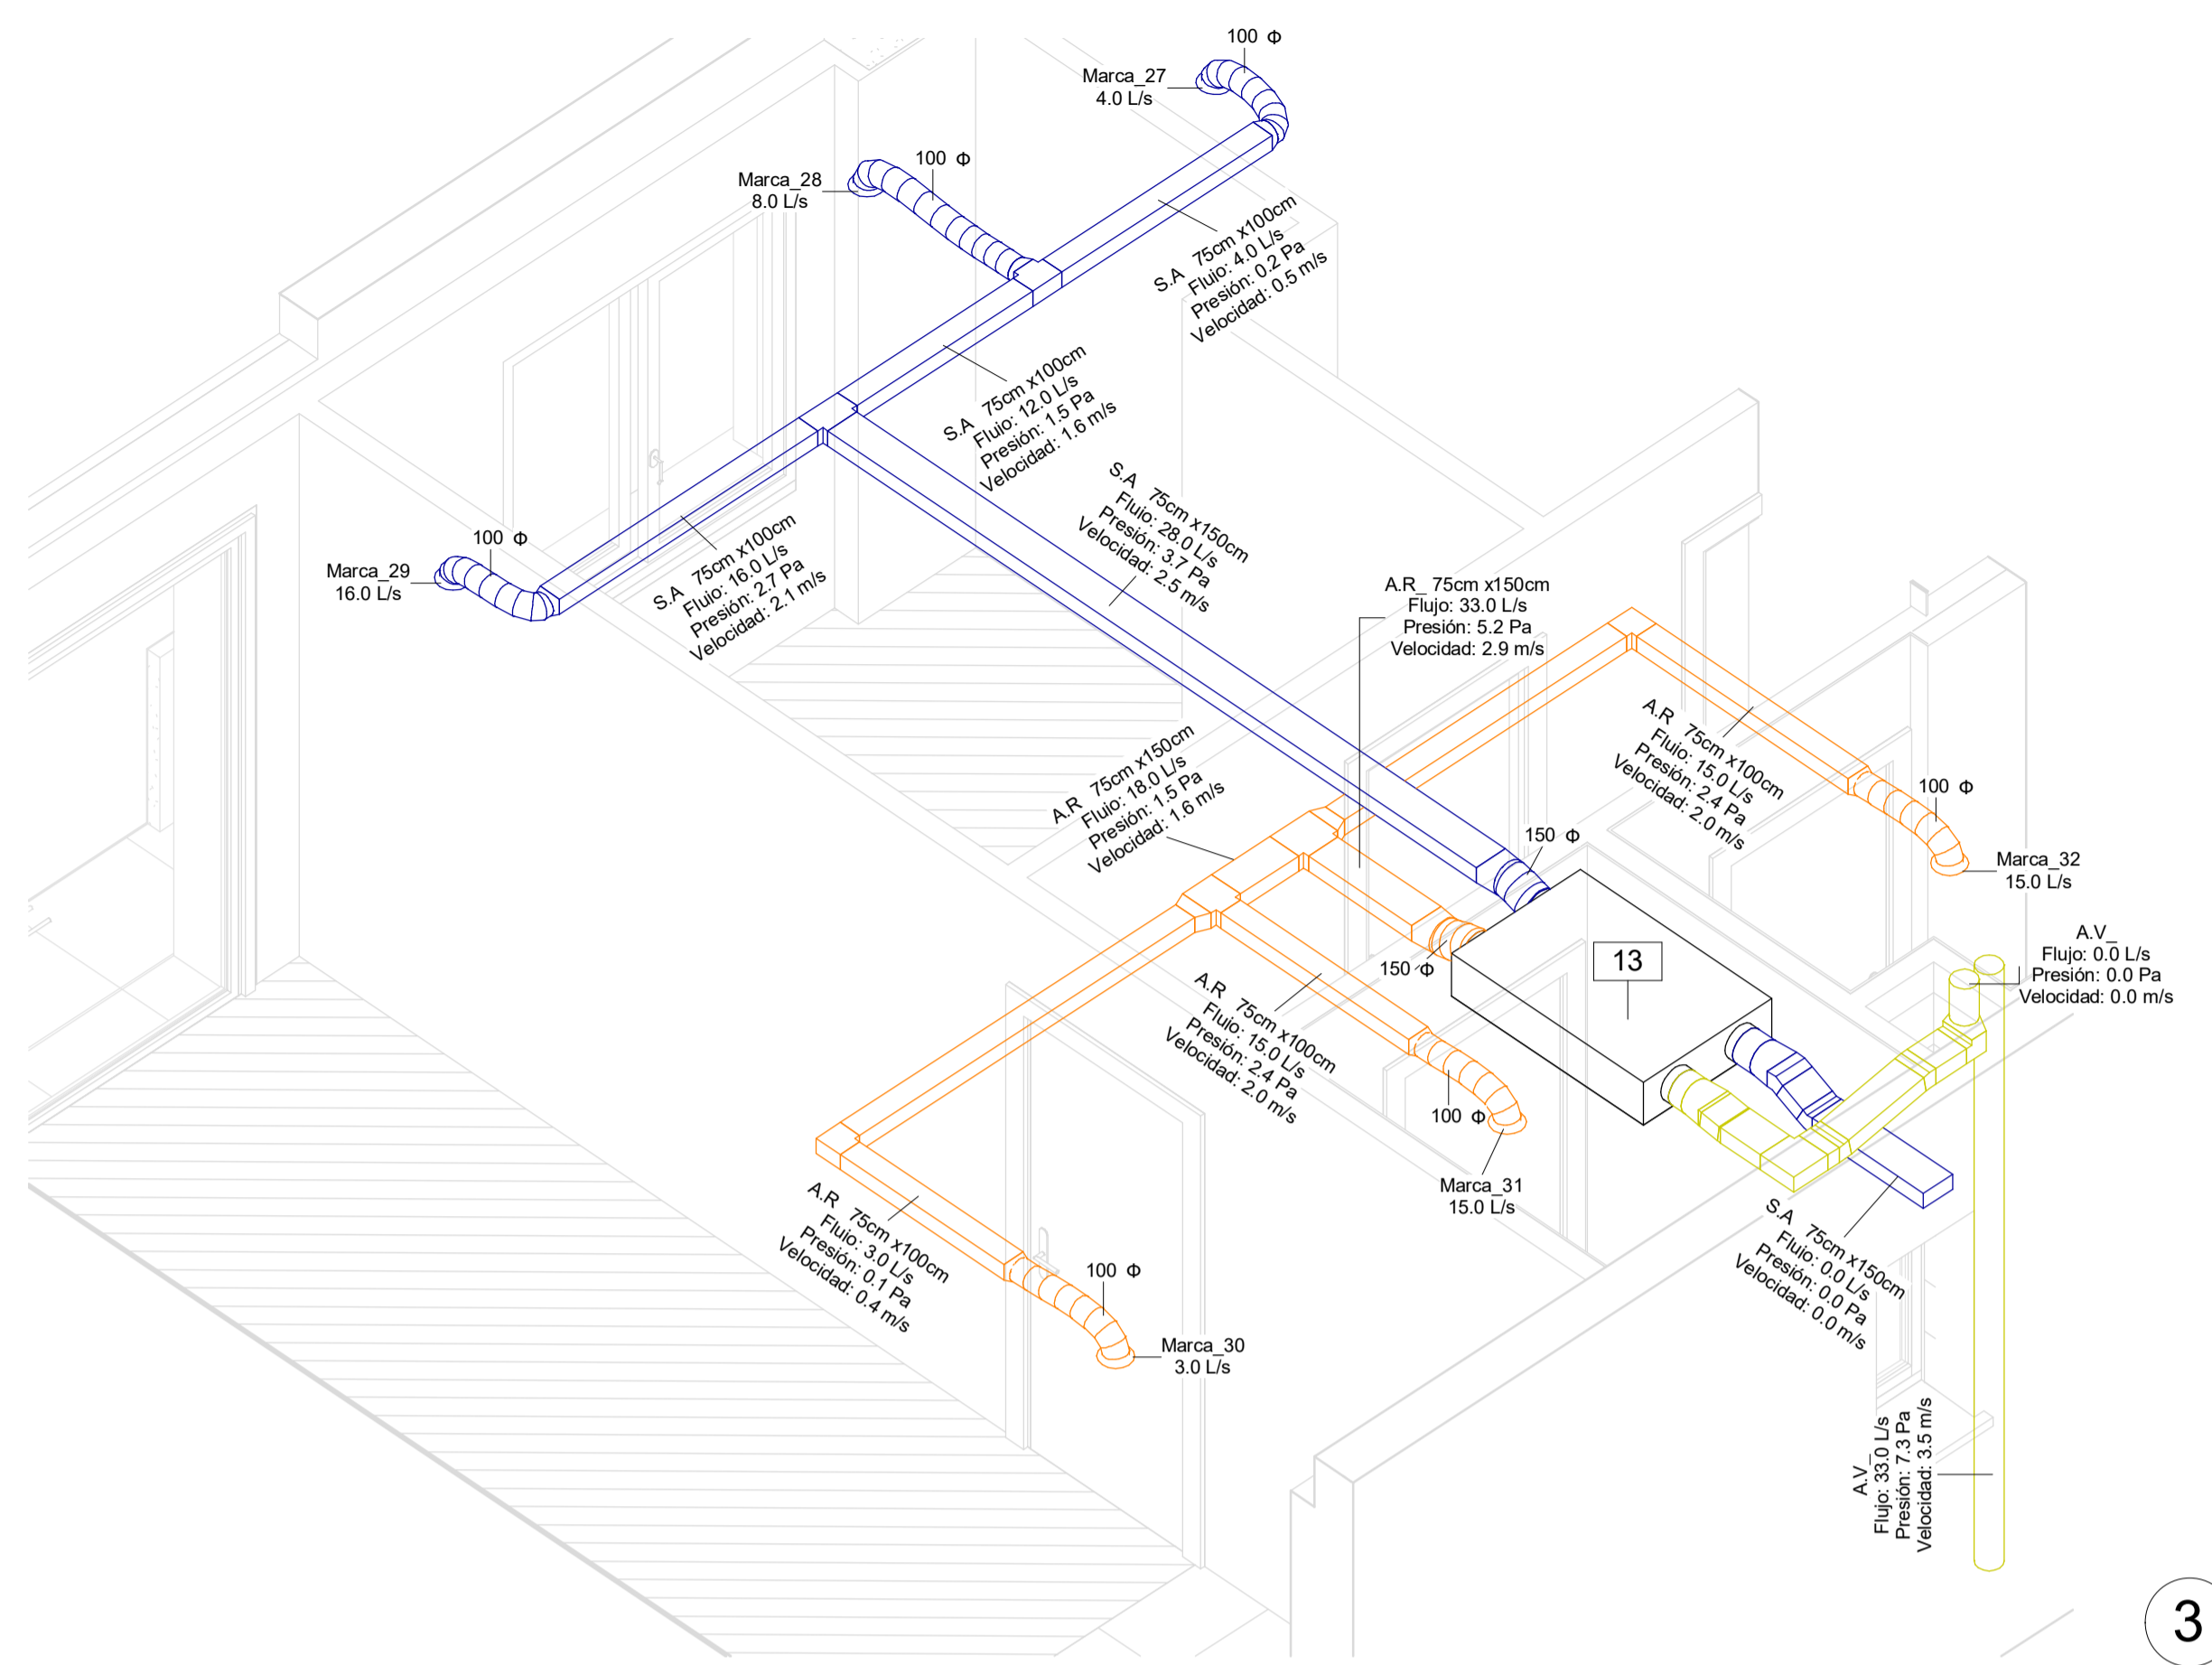 100 Φ
Marca_27
4.0 L/s
100 Φ
Marca_28
8.0 L/s
S.A_ 75cm x100cm
Flujo: 4.0 L/s
Presión: 0.2 Pa
Velocidad: 0.5 m/s
S.A_ 75cm x100cm
Flujo: 12.0 L/s
Presión: 1.5 Pa
Velocidad: 1.6 m/s
S.A_ 75cm x150cm
Flujo: 28.0 L/s
Presión: 3.7 Pa
Velocidad: 2.5 m/s
100 Φ
Marca_29
16.0 L/s
S.A_ 75cm x100cm
Flujo: 16.0 L/s
Presión: 2.7 Pa
Velocidad: 2.1 m/s
A.R_ 75cm x150cm
Flujo: 33.0 L/s
Presión: 5.2 Pa
Velocidad: 2.9 m/s
A.R_ 75cm x100cm
Flujo: 15.0 L/s
Presión: 2.4 Pa
Velocidad: 2.0 m/s
A.R_ 75cm x150cm
Flujo: 18.0 L/s
Presión: 1.5 Pa
Velocidad: 1.6 m/s
100 Φ
150 Φ
Marca_32
15.0 L/s
150 Φ
13
A.V_
Flujo: 0.0 L/s
Presión: 0.0 Pa
Velocidad: 0.0 m/s
A.R_ 75cm x100cm
Flujo: 15.0 L/s
Presión: 2.4 Pa
Velocidad: 2.0 m/s
100 Φ
Marca_31
15.0 L/s
A.R_ 75cm x100cm
Flujo: 3.0 L/s
Presión: 0.1 Pa
Velocidad: 0.4 m/s
S.A_ 75cm x150cm
Flujo: 0.0 L/s
Presión: 0.0 Pa
Velocidad: 0.0 m/s
100 Φ
Marca_30
3.0 L/s
A.V_
Flujo: 33.0 L/s
Presión: 7.3 Pa
Velocidad: 3.5 m/s
3